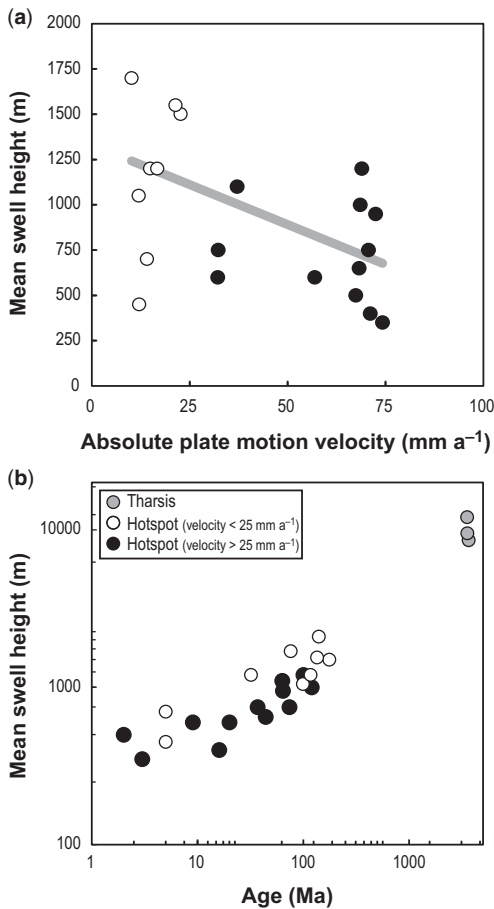 (a)
2000
1750
1500
1250
1000
750
500
250
0
Mean swell height (m)
0 25 50 75 100
Absolute plate motion velocity (mm a⁻¹)
(b)
Tharsis
Hotspot (velocity < 25 mm a⁻¹)
Hotspot (velocity > 25 mm a⁻¹)
10000
1000
100
Mean swell height (m)
1 10 100 1000
Age (Ma)